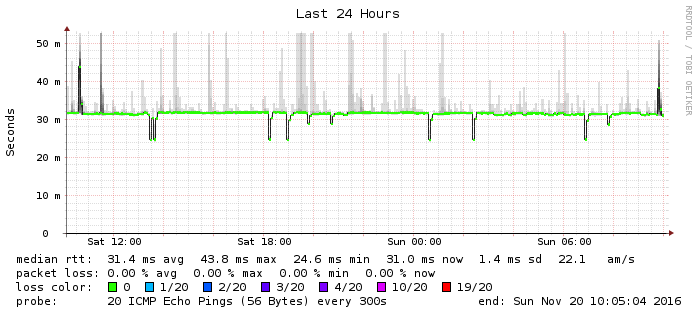 Last 24 Hours
RRDTOOL / TOBI OETIKER
Seconds
50 m
40 m
30 m
20 m
10 m
0
Sat 12:00 Sat 18:00 Sun 00:00 Sun 06:00
median rtt: 31.4 ms avg 43.8 ms max 24.6 ms min 31.0 ms now 1.4 ms sd 22.1 am/s
packet loss: 0.00 % avg 0.00 % max 0.00 % min 0.00 % now
loss color: 0 1/20 2/20 3/20 4/20 10/20 19/20
probe: 20 ICMP Echo Pings (56 Bytes) every 300s end: Sun Nov 20 10:05:04 2016